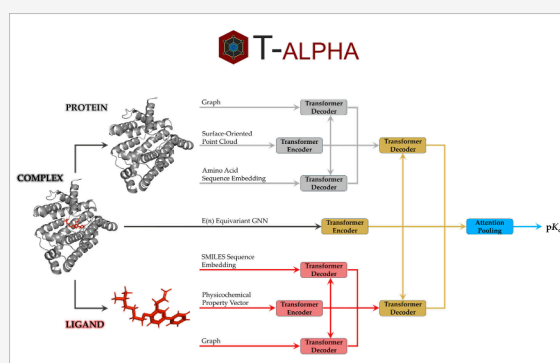 T-ALPHA
PROTEIN
Graph
Transformer
Decoder
Surface-Oriented
Point Cloud
Transformer
Encoder
Transformer
Decoder
Amino Acid
Sequence Embedding
Transformer
Decoder
COMPLEX
E(n) Equivariant GNN
Transformer
Encoder
Attention
Pooling
SMILES Sequence
Embedding
Transformer
Decoder
Physicochemical
Property Vector
Transformer
Encoder
Transformer
Decoder
LIGAND
Graph
Transformer
Decoder